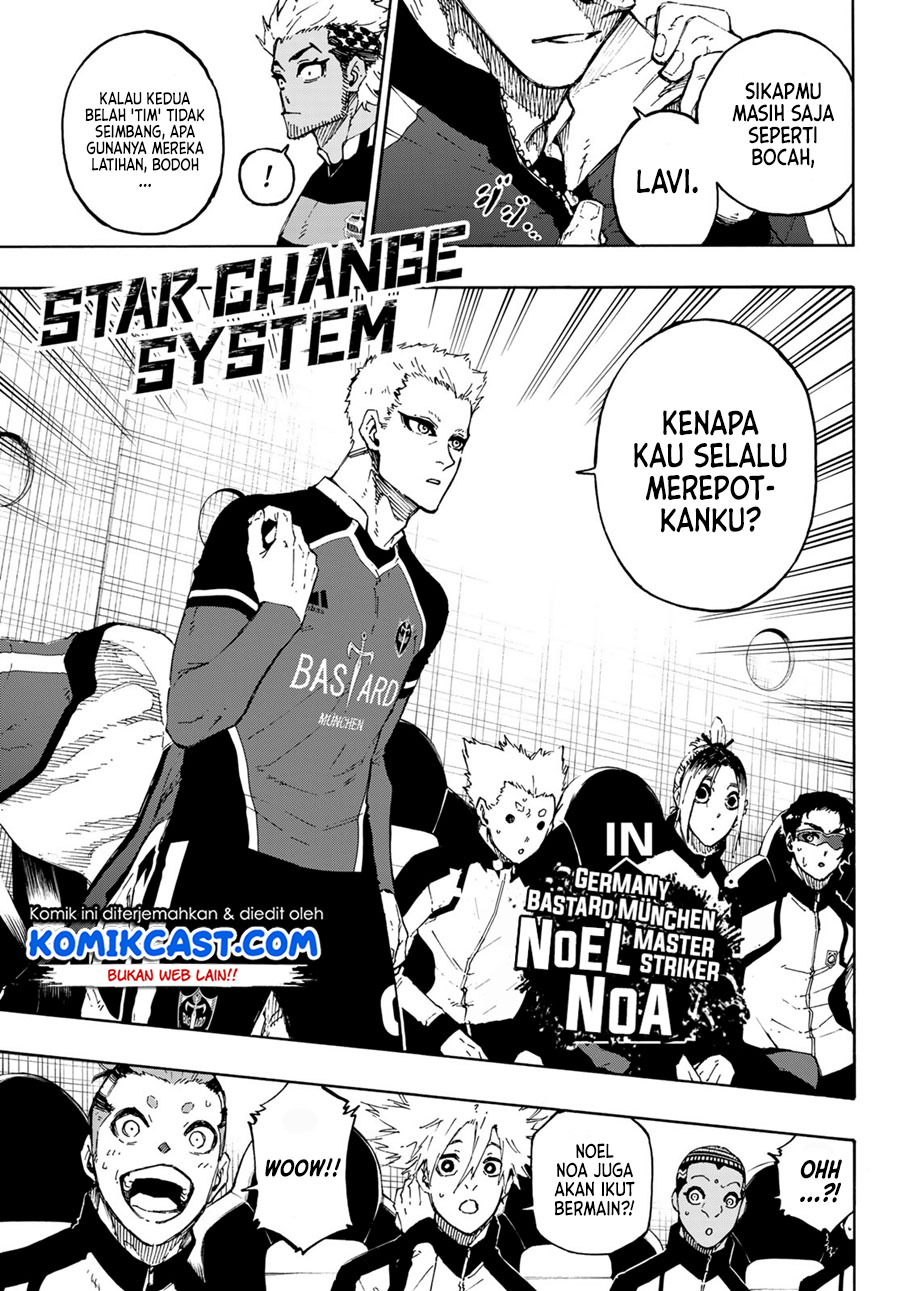 SIKAPMU
MASIH SAJA
SEPERTI
BOCAH,
LAVI.
ジ
ジ...
KALAU KEDUA
BELAH 'TIM' TIDAK
SEIMBANG, APA
GUNANYA MEREKA
LATIHAN, BODOH
...
!
STAR CHANGE
SYSTEM
KENAPA
KAU SELALU
MEREPOT-
KANKU?
BASTARD
MÜNCHEN
IN
GERMANY
BASTARD MÜNCHEN
MASTER
STRIKER
NOEL
NOA
Komik ini diterjemahkan & diedit oleh
KOMIKCAST.COM
BUKAN WEB LAIN!!
OHH
...?!
NOEL
NOA JUGA
AKAN IKUT
BERMAIN?!
WOOW!!